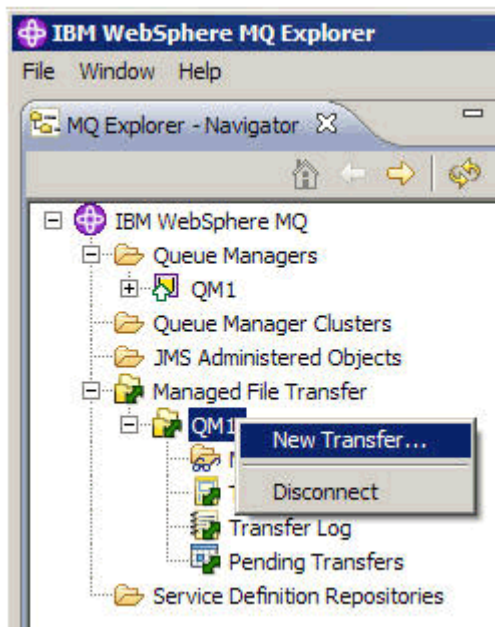 IBM WebSphere MQ Explorer
File Window Help
MQ Explorer - Navigator
IBM WebSphere MQ
Queue Managers
QM1
Queue Manager Clusters
JMS Administered Objects
Managed File Transfer
QM1
New Transfer...
Disconnect
Transfer Log
Pending Transfers
Service Definition Repositories